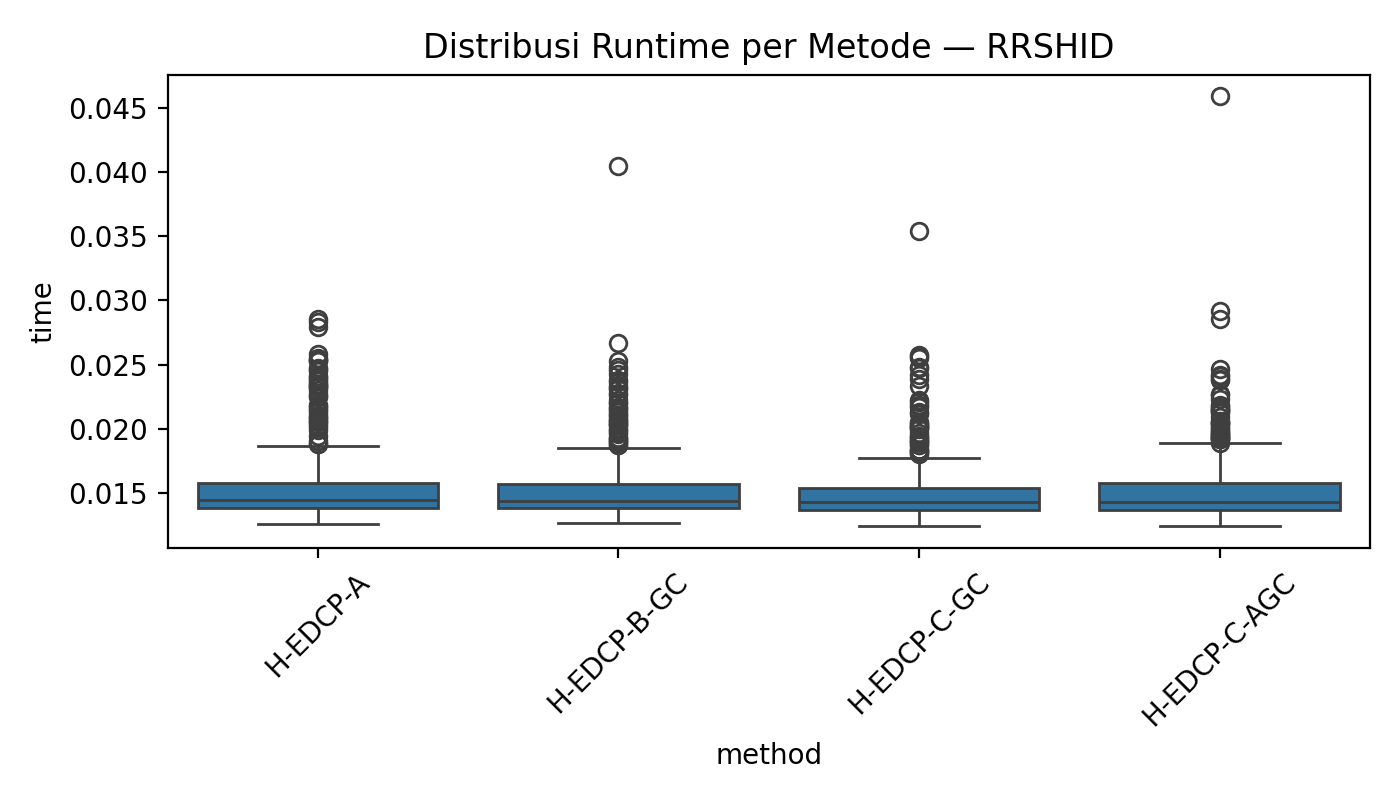 Distribusi Runtime per Metode — RRSHID
time
0.045
0.040
0.035
0.030
0.025
0.020
0.015
H-EDCP-A
H-EDCP-B-GC
H-EDCP-C-GC
H-EDCP-C-AGC
method